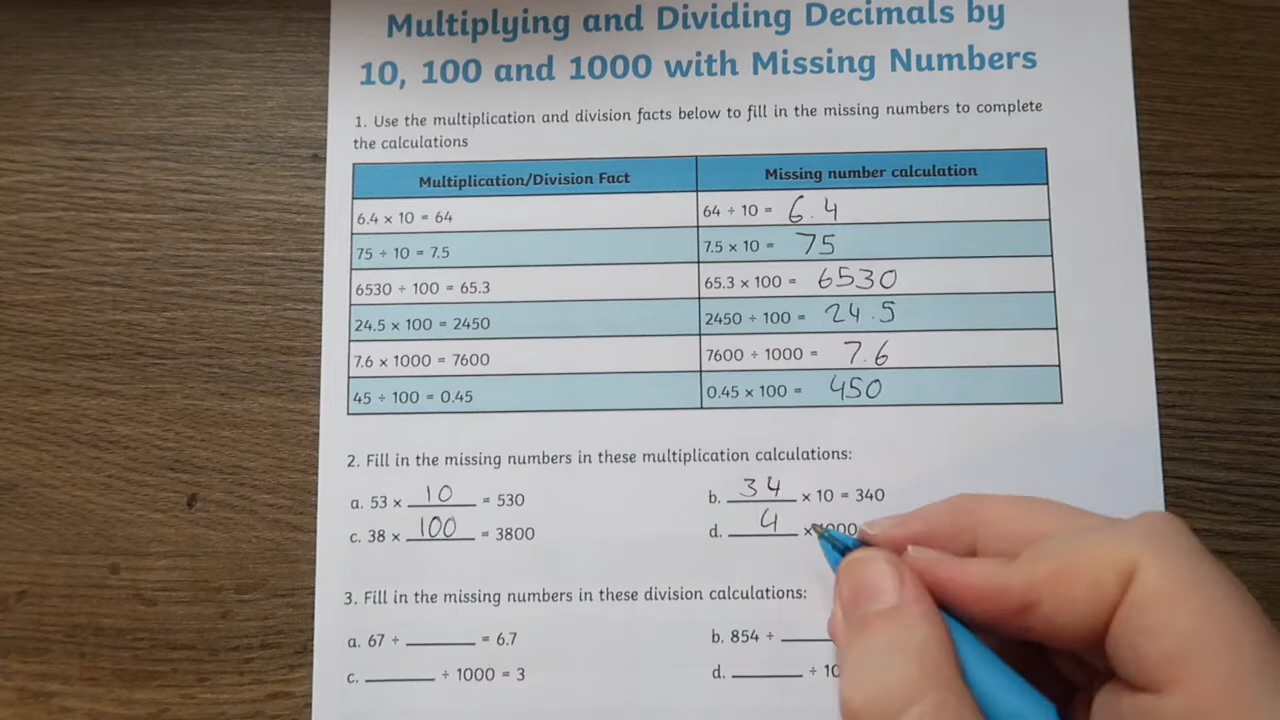 Multiplying and Dividing Decimals by
10, 100 and 1000 with Missing Numbers
1. Use the multiplication and division facts below to fill in the missing numbers to complete
the calculations
Multiplication/Division Fact Missing number calculation
6.4 × 10 = 64 64 ÷ 10 = 6.4
75 ÷ 10 = 7.5 7.5 × 10 = 75
6530 ÷ 100 = 65.3 65.3 × 100 = 6530
24.5 × 100 = 2450 2450 ÷ 100 = 24.5
7.6 × 1000 = 7600 7600 ÷ 1000 = 7.6
45 ÷ 100 = 0.45 0.45 × 100 = 450
2. Fill in the missing numbers in these multiplication calculations:
a. 53 × 10 = 530 b. 34 × 10 = 340
c. 38 × 100 = 3800 d. 4 ×
3. Fill in the missing numbers in these division calculations:
a. 67 ÷ ______ = 6.7 b. 854 ÷
c. ______ ÷ 1000 = 3 d. ______ ÷